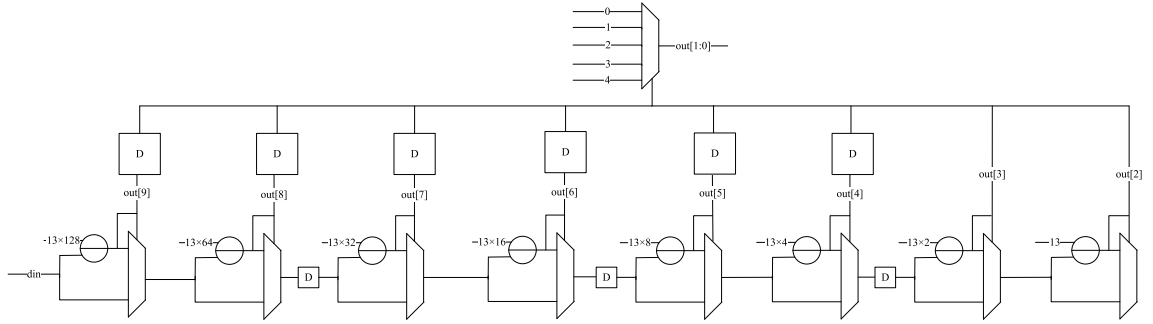 0
1
2
out[1:0]
3
4
D D D D D D
out[9] out[8] out[7] out[6] out[5] out[4] out[3] out[2]
-13×128 13×64 13×32 13×16 13×8 13×4 13×2 13
din D D D